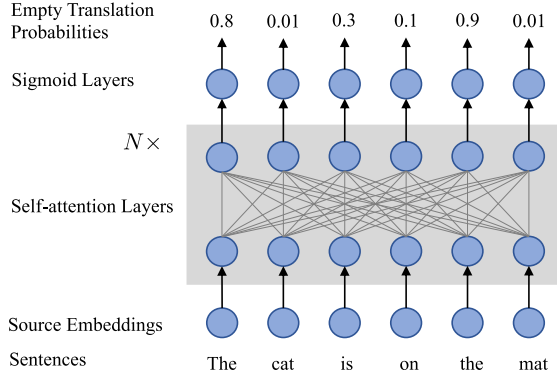 Empty Translation
Probabilities
0.8 0.01 0.3 0.1 0.9 0.01
Sigmoid Layers
N×
Self-attention Layers
Source Embeddings
Sentences The cat is on the mat